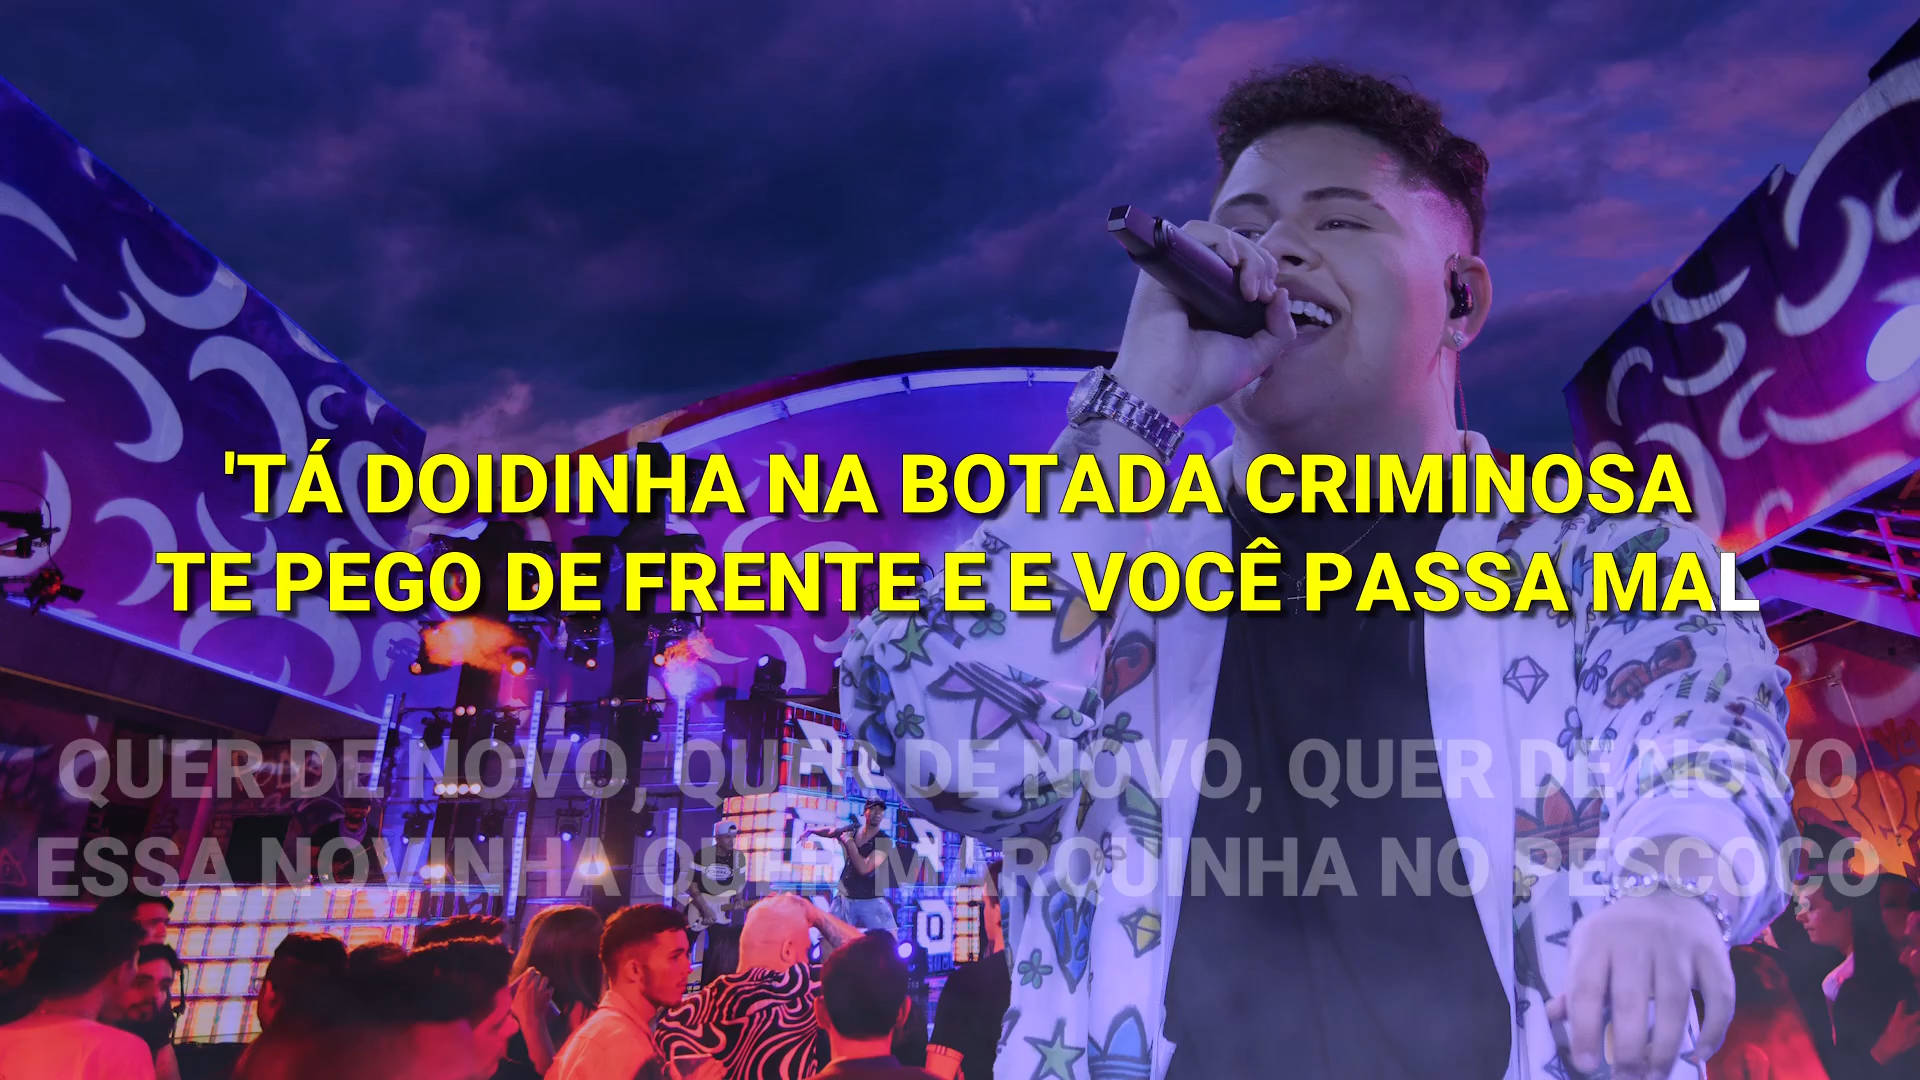 'TÁ DOIDINHA NA BOTADA CRIMINOSA
TE PEGO DE FRENTE E E VOCÊ PASSA MAL
QUER DE NOVO, QUER DE NOVO, QUER DE NOVO
ESSA NOVINHA QUER MARQUINHA NO PESCOÇO